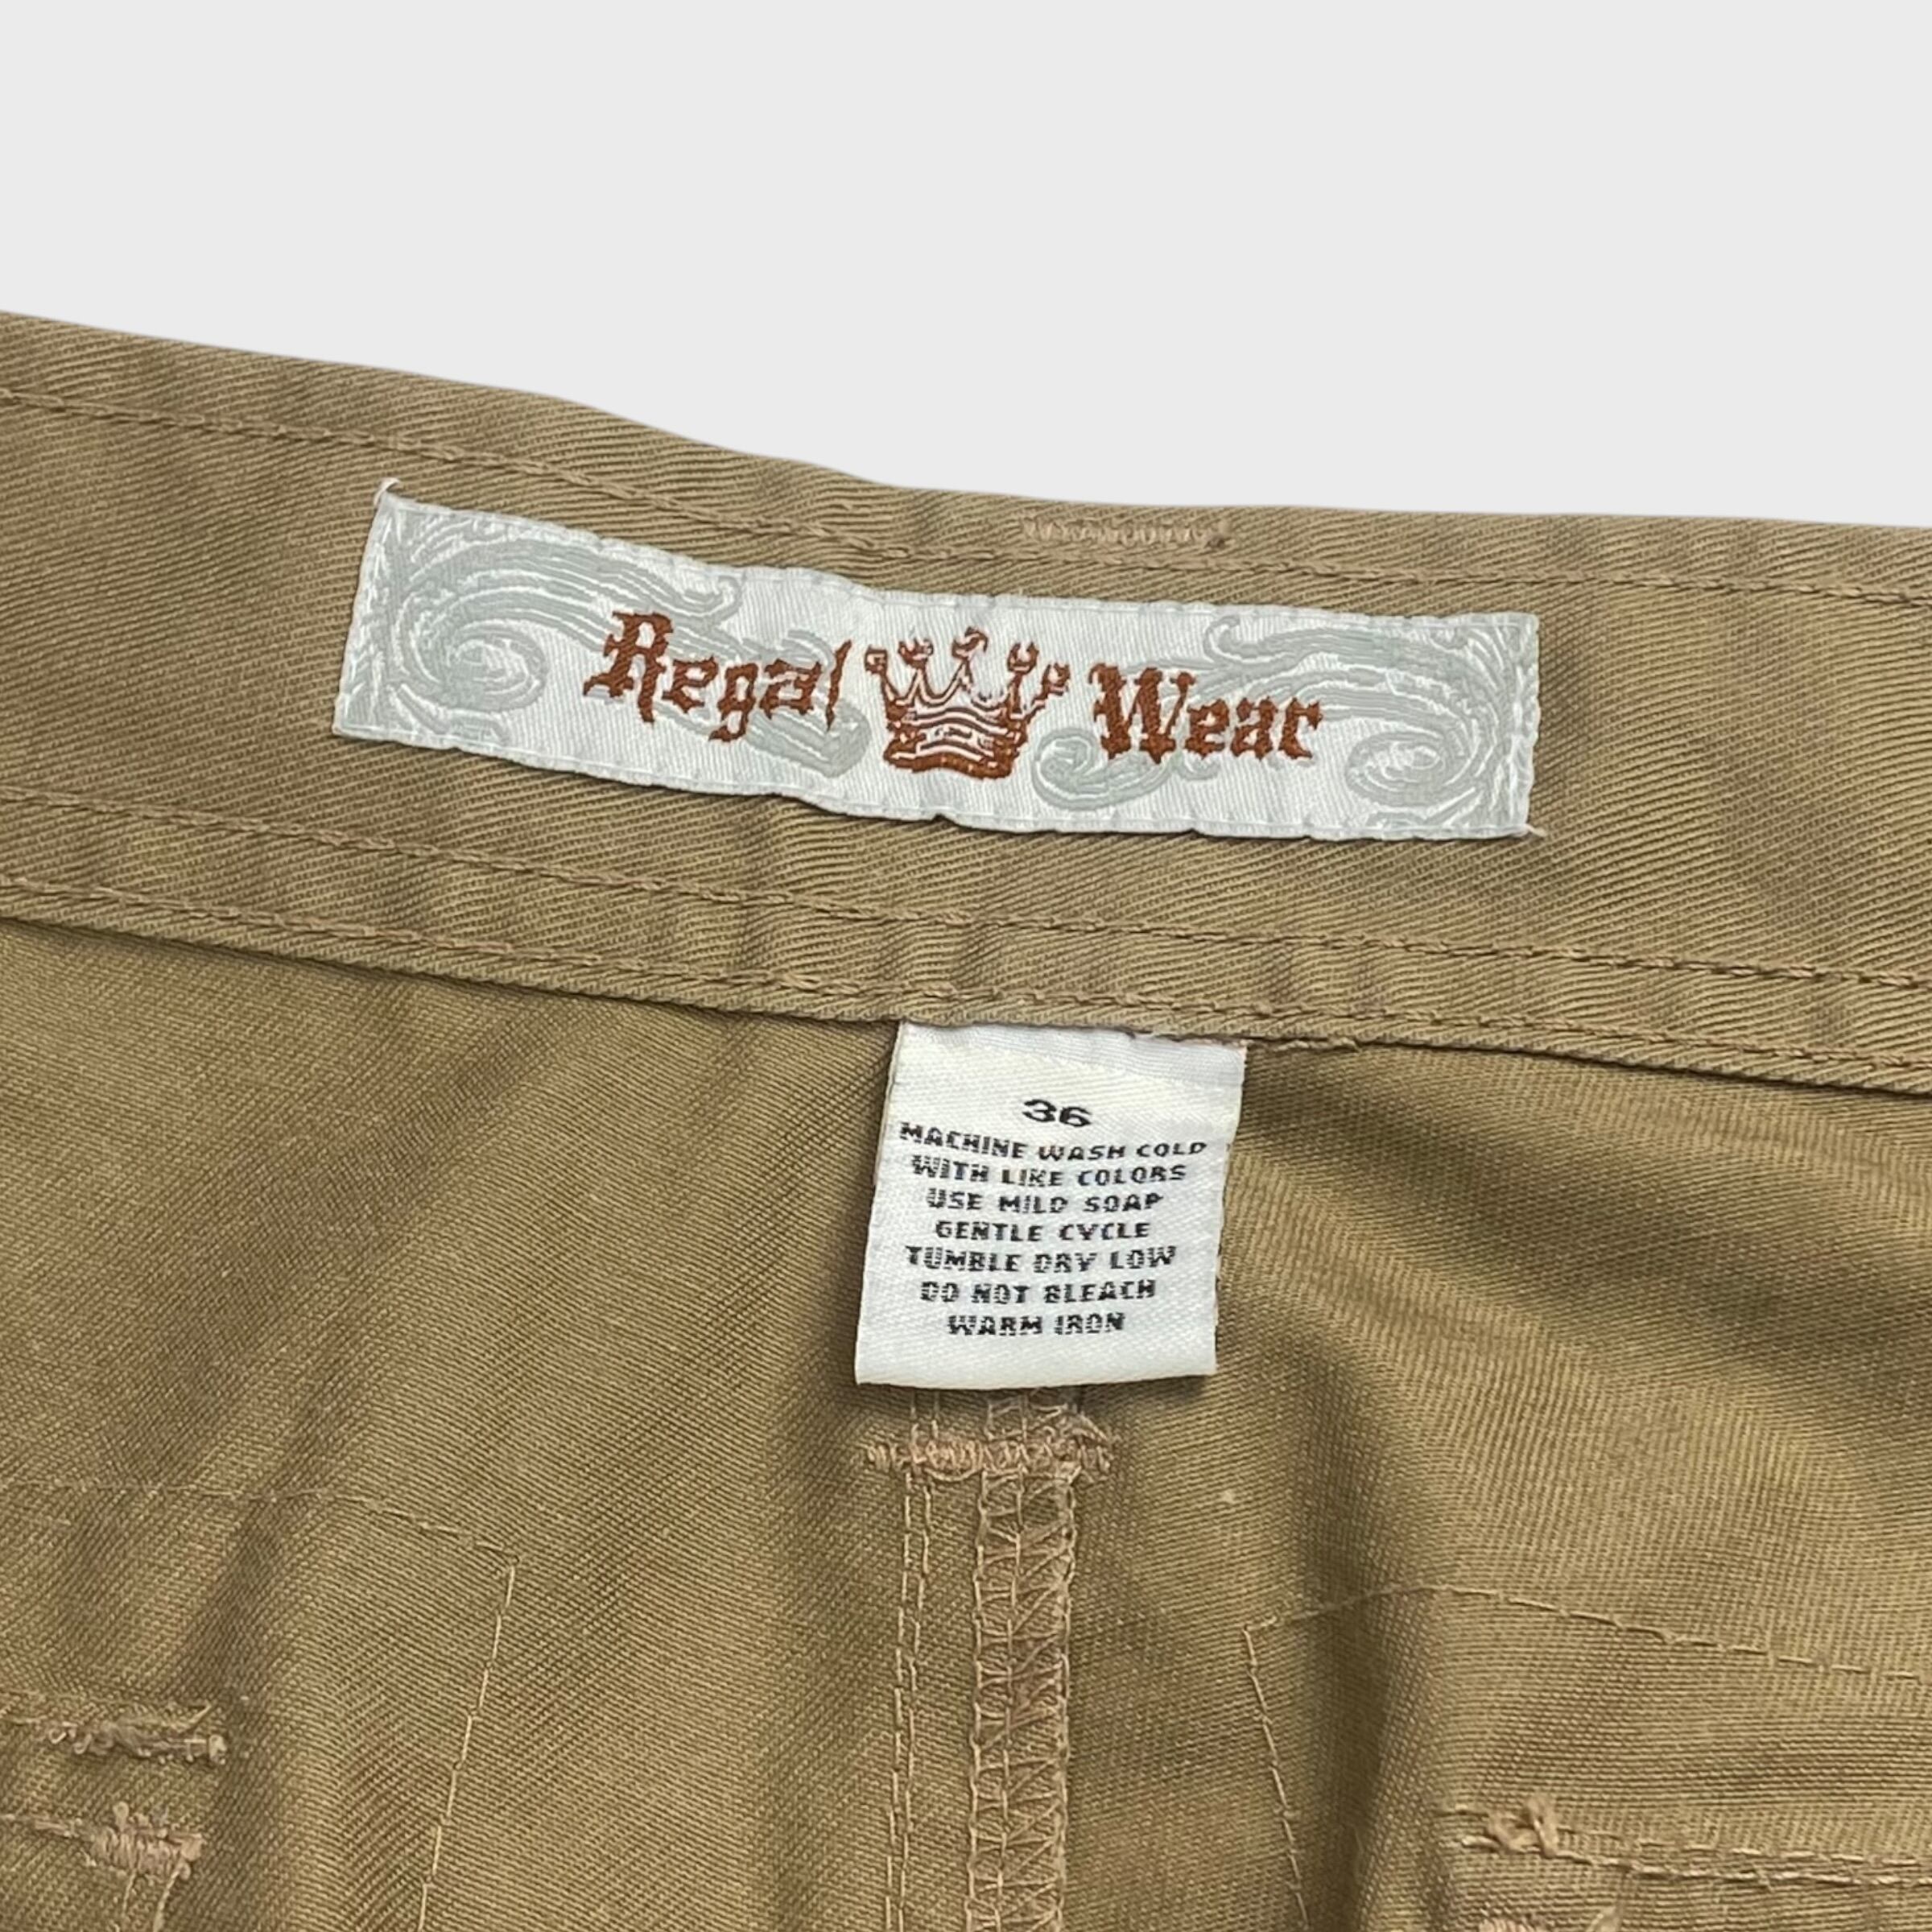 Regal Wear
36
MACHINE WASH COLD
WITH LIKE COLORS
USE MILD SOAP
GENTLE CYCLE
TUMBLE DRY LOW
DO NOT BLEACH
WARM IRON